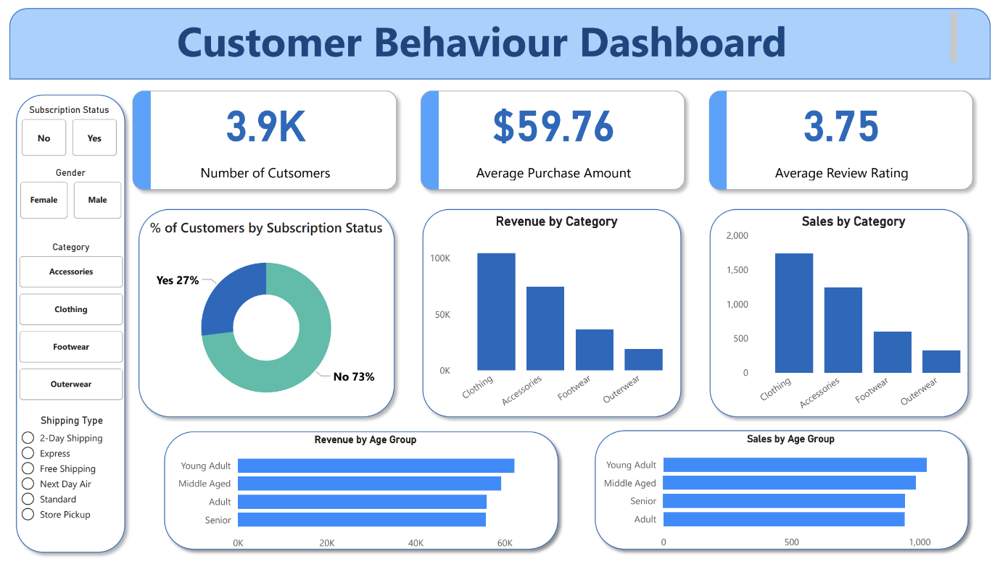 Customer Behaviour Dashboard
Subscription Status
No Yes
Gender
Female Male
Category
Accessories
Clothing
Footwear
Outerwear
Shipping Type
2-Day Shipping
Express
Free Shipping
Next Day Air
Standard
Store Pickup
3.9K
Number of Cutsomers
$59.76
Average Purchase Amount
3.75
Average Review Rating
% of Customers by Subscription Status
Yes 27%
No 73%
Revenue by Category
100K
50K
0K
Clothing Accessories Footwear Outerwear
Sales by Category
2,000
1,500
1,000
500
0
Clothing Accessories Footwear Outerwear
Revenue by Age Group
Young Adult
Middle Aged
Adult
Senior
0K 20K 40K 60K
Sales by Age Group
Young Adult
Middle Aged
Senior
Adult
0 500 1,000